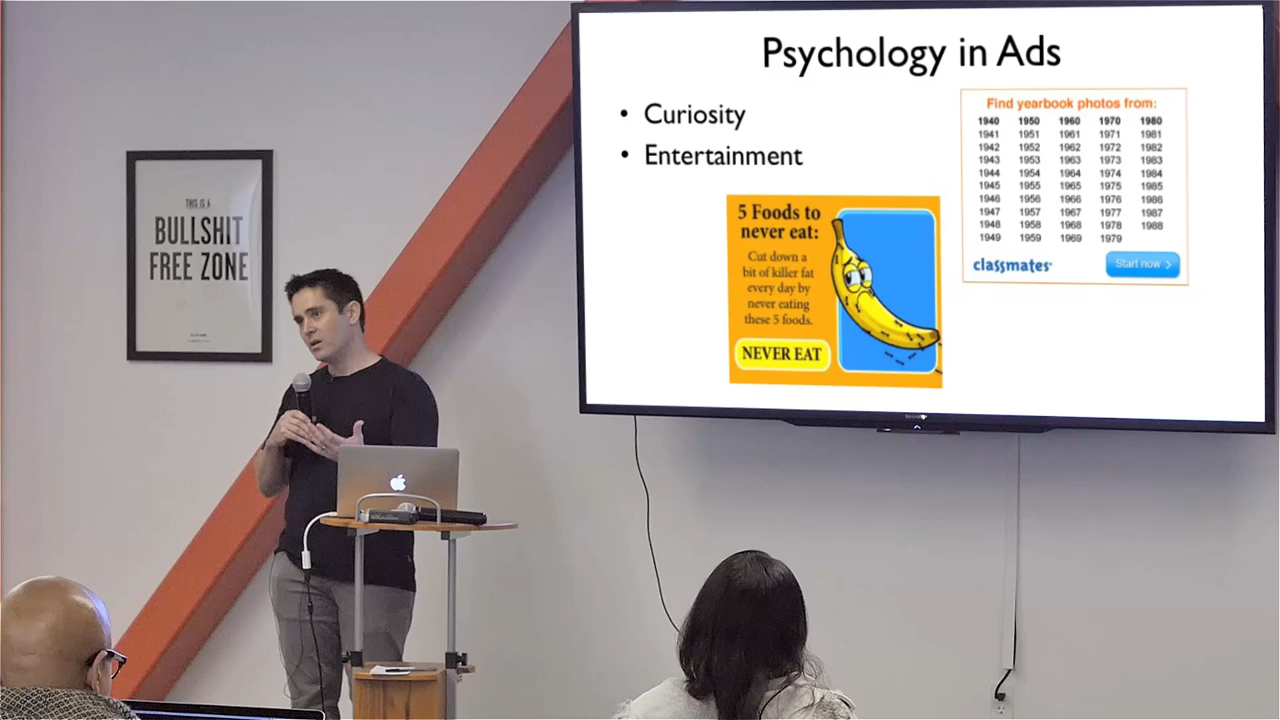 THIS IS A
BULLSHIT
FREE ZONE
Psychology in Ads
• Curiosity
• Entertainment
5 Foods to
never eat:
Cut down a
bit of killer fat
every day by
never eating
these 5 foods.
NEVER EAT
Find yearbook photos from:
1940 1950 1960 1970 1980
1941 1951 1961 1971 1981
1942 1952 1962 1972 1982
1943 1953 1963 1973 1983
1944 1954 1964 1974 1984
1945 1955 1965 1975 1985
1946 1956 1966 1976 1986
1947 1957 1967 1977 1987
1948 1958 1968 1978 1988
1949 1959 1969 1979
classmates
Start now >